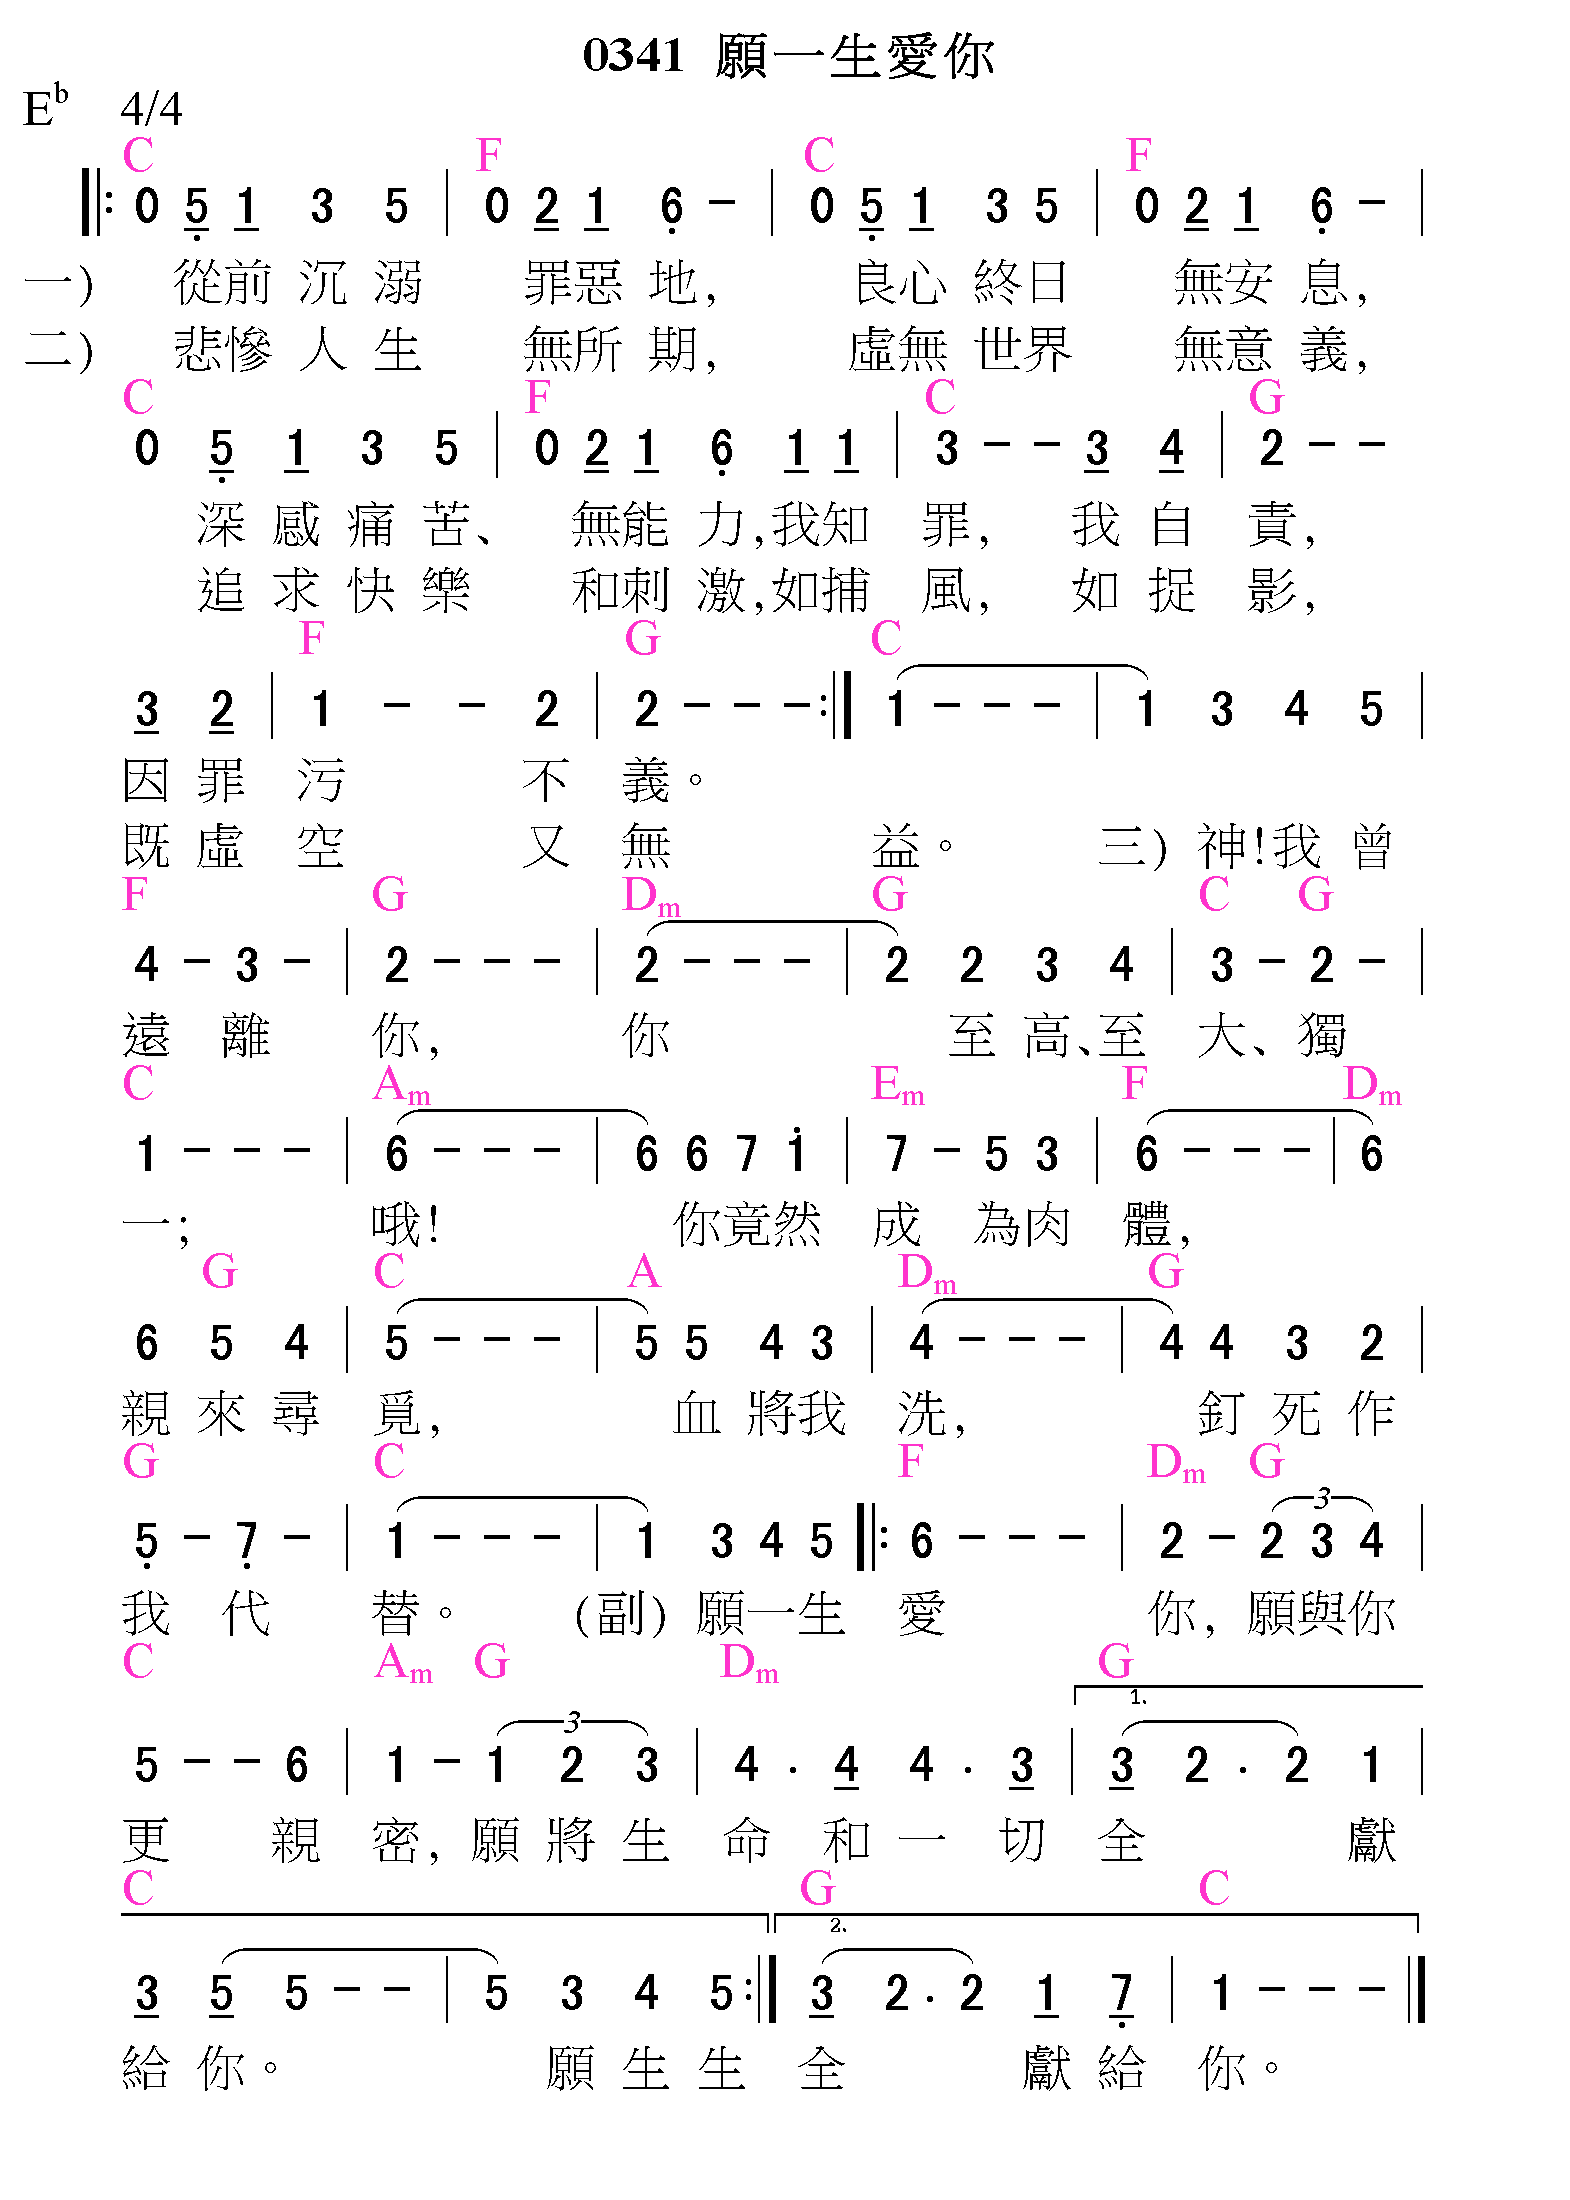 0341 願一生愛你
E♭ 4/4
C F C F
0 5̣ 1 3 5 | 0 2 1 6̣ - | 0 5̣ 1 3 5 | 0 2 1 6̣ - |
一) 從前 沉 溺 罪惡 地, 良心 終日 無安 息,
二) 悲慘 人 生 無所 期, 虛無 世界 無意 義,
C F C G
0 5̣ 1 3 5 | 0 2 1 6̣ 1 1 | 3 - - 3 4 | 2 - -
深 感 痛 苦、 無能 力,我知 罪, 我 自 責,
追 求 快 樂 和刺 激,如捕 風, 如 捉 影,
F G C
3 2 | 1 - - 2 | 2 - - - :| 1 - - - | 1 3 4 5 |
因 罪 污 不 義。
既 虛 空 又 無 益。 三) 神!我 曾
F G Dm G C G
4 - 3 - | 2 - - - | 2 - - - | 2 2 3 4 | 3 - 2 - |
遠 離 你, 你 至 高、至 大、獨
C Am Em F Dm
1 - - - | 6 - - - | 6 6 7 1̇ | 7 - 5 3 | 6 - - - | 6
一; 哦! 你竟然 成 為肉 體,
G C A Dm G
6 5 4 | 5 - - - | 5 5 4 3 | 4 - - - | 4 4 3 2 |
親 來 尋 覓, 血 將我 洗, 釘 死 作
G C F Dm G
3
5̣ - 7̣ - | 1 - - - | 1 3 4 5 |: 6 - - - | 2 - 2 3 4 |
我 代 替。 (副) 願一生 愛 你, 願與你
C Am G Dm G
3 1.
5 - - 6 | 1 - 1 2 3 | 4 . 4 4 . 3 | 3 2 . 2 1 |
更 親 密, 願 將 生 命 和 一 切 全 獻
C G C
2.
3 5 5 - - | 5 3 4 5 :| 3 2 . 2 1 7̣ | 1 - - - |
給 你。 願 生 生 全 獻 給 你。